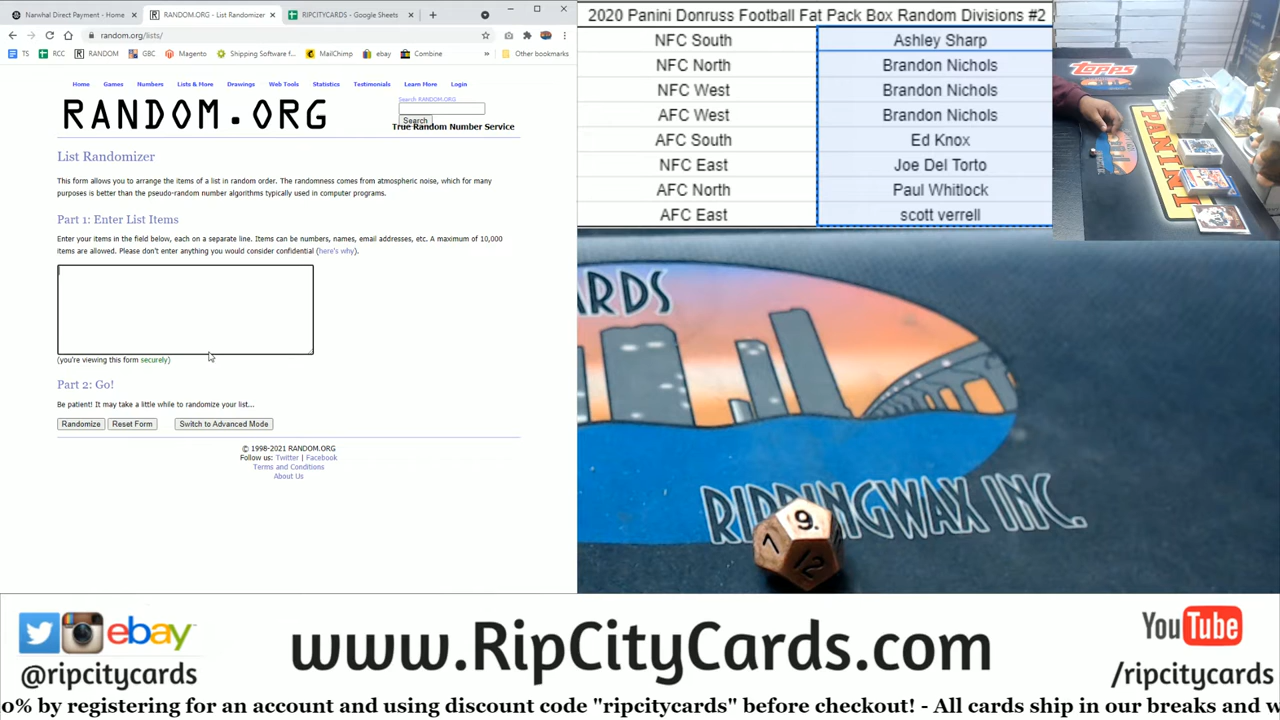 Narwhal Direct Payment - Home
RANDOM.ORG - List Randomizer
RIPCITYCARDS - Google Sheets
random.org/lists/
TS RCC RANDOM GBC Magento Shipping Software f... MailChimp ebay Combine » Other bookmarks
Home Games Numbers Lists & More Drawings Web Tools Statistics Testimonials Learn More Login
RANDOM.ORG
Search RANDOM.ORG
Search
True Random Number Service
List Randomizer
This form allows you to arrange the items of a list in random order. The randomness comes from atmospheric noise, which for many
purposes is better than the pseudo-random number algorithms typically used in computer programs.
Part 1: Enter List Items
Enter your items in the field below, each on a separate line. Items can be numbers, names, email addresses, etc. A maximum of 10,000
items are allowed. Please don't enter anything you would consider confidential (here's why).
(you're viewing this form securely)
Part 2: Go!
Be patient! It may take a little while to randomize your list...
Randomize Reset Form Switch to Advanced Mode
© 1998-2021 RANDOM.ORG
Follow us: Twitter | Facebook
Terms and Conditions
About Us
2020 Panini Donruss Football Fat Pack Box Random Divisions #2
NFC South Ashley Sharp
NFC North Brandon Nichols
NFC West Brandon Nichols
AFC West Brandon Nichols
AFC South Ed Knox
NFC East Joe Del Torto
AFC North Paul Whitlock
AFC East scott verrell
Topps
PANINI
ARDS
RIPPINGWAX INC.
9.
1
12
ebay
@ripcitycards
www.RipCityCards.com
You Tube
/ripcitycards
0% by registering for an account and using discount code "ripcitycards" before checkout! - All cards ship in our breaks and w